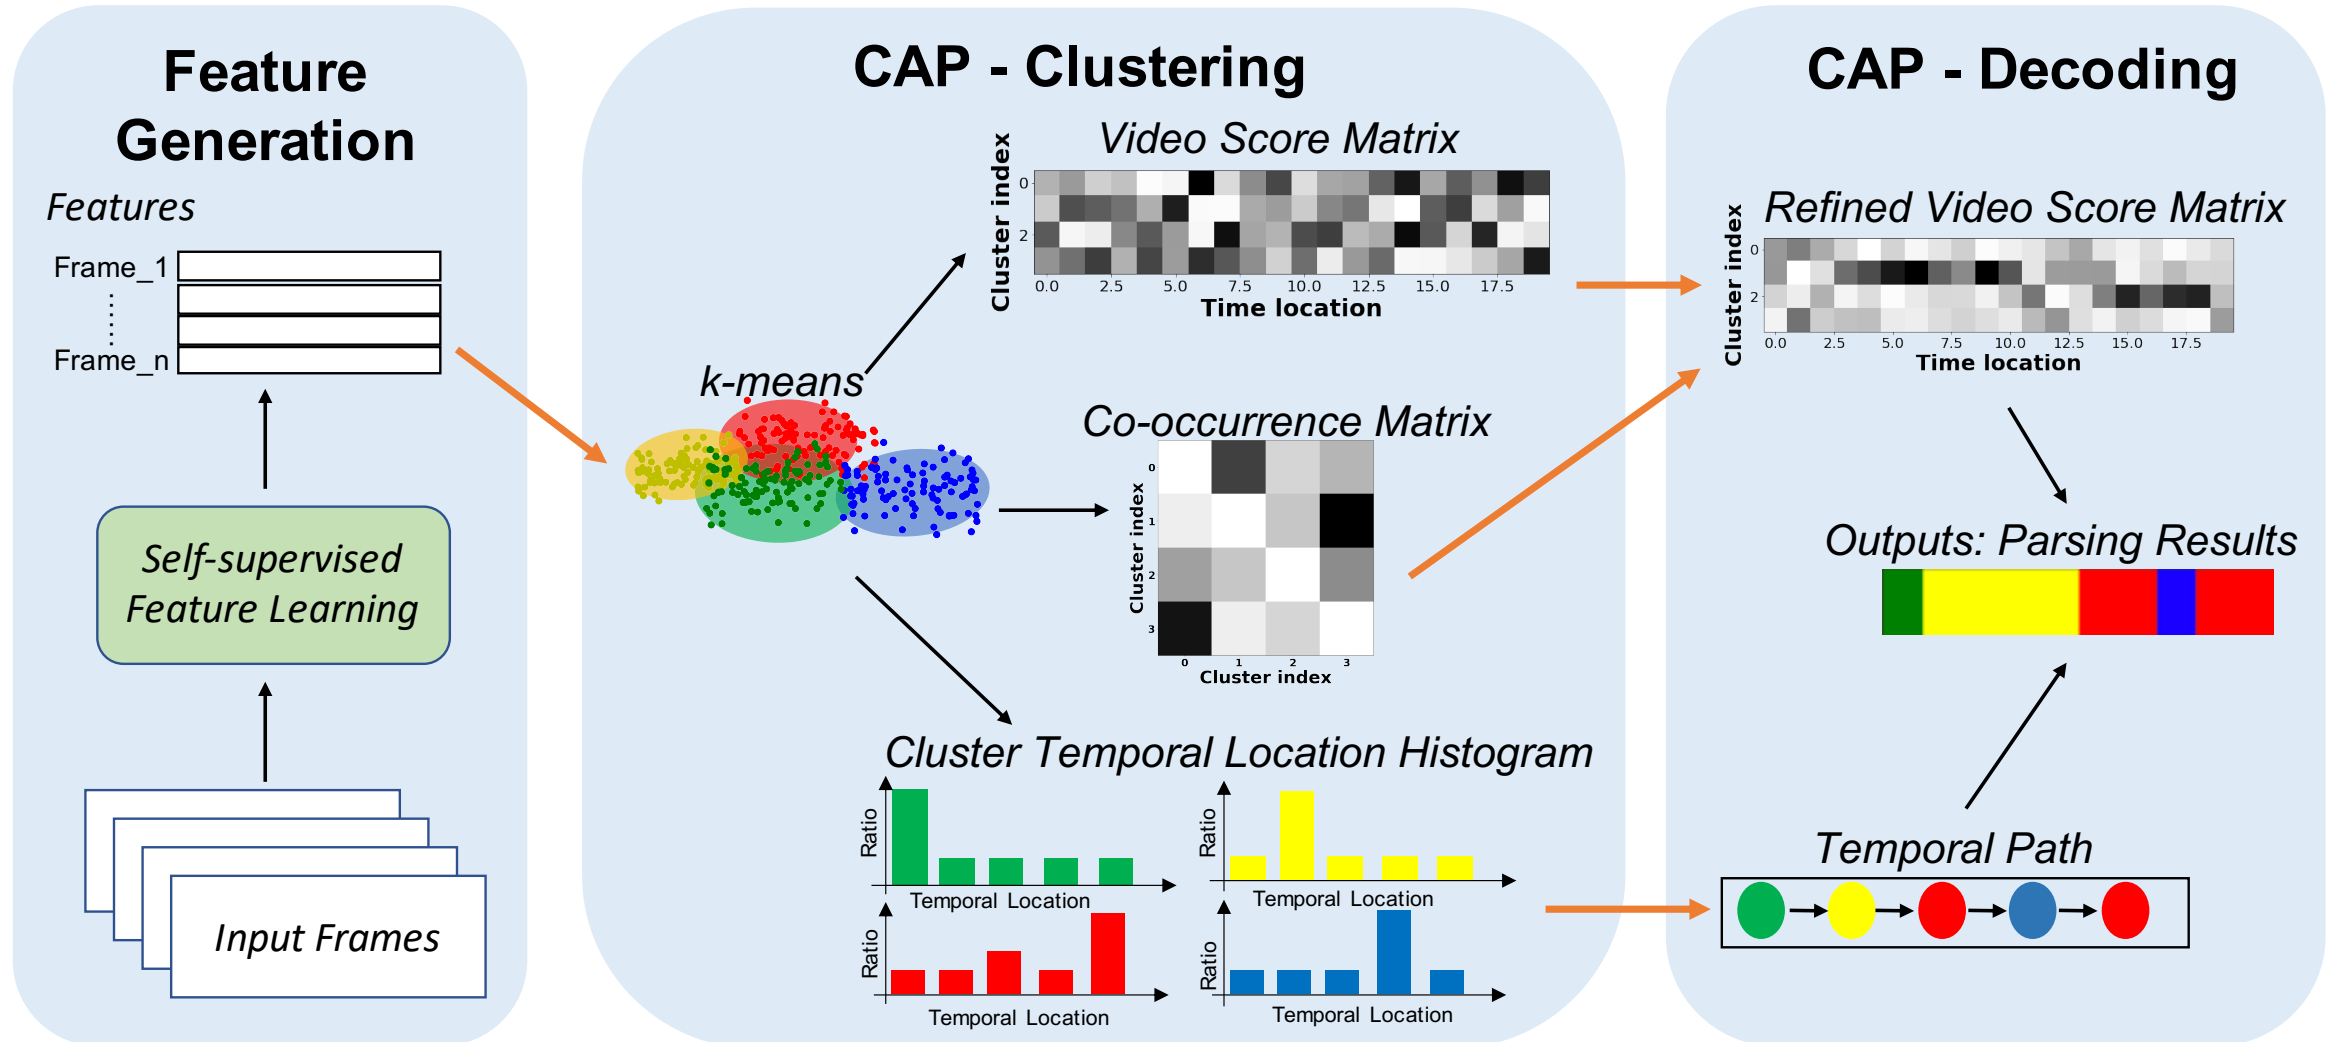 Feature
Generation
Features
Frame_1
Frame_n
Self-supervised
Feature Learning
Input Frames
CAP - Clustering
Video Score Matrix
Cluster index
0
2
0.0 2.5 5.0 7.5 10.0 12.5 15.0 17.5
Time location
k-means
Co-occurrence Matrix
Cluster index
0
1
2
3
0 1 2 3
Cluster index
Cluster Temporal Location Histogram
Ratio
Temporal Location
Ratio
Temporal Location
Ratio
Temporal Location
Ratio
Temporal Location
CAP - Decoding
Refined Video Score Matrix
Cluster index
0
2
0.0 2.5 5.0 7.5 10.0 12.5 15.0 17.5
Time location
Outputs: Parsing Results
Temporal Path